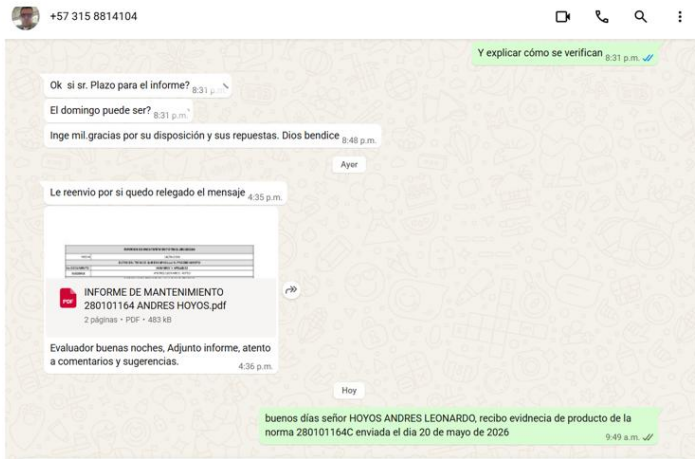 +57 315 8814104
Y explicar cómo se verifican 8:31 p.m.
Ok si sr. Plazo para el informe? 8:31 p.m.
El domingo puede ser? 8:31 p.m.
Inge mil.gracias por su disposición y sus repuestas. Dios bendice 8:48 p.m.
Ayer
Le reenvio por si quedo relegado el mensaje 4:35 p.m.
INFORME DE MANTENIMIENTO
280101164 ANDRES HOYOS.pdf
PDF
2 páginas • PDF • 483 kB
Evaluador buenas noches, Adjunto informe, atento
a comentarios y sugerencias.
4:36 p.m.
Hoy
buenos días señor HOYOS ANDRES LEONARDO, recibo evidnecia de producto de la
norma 280101164C enviada el dia 20 de mayo de 2026
9:49 a.m.